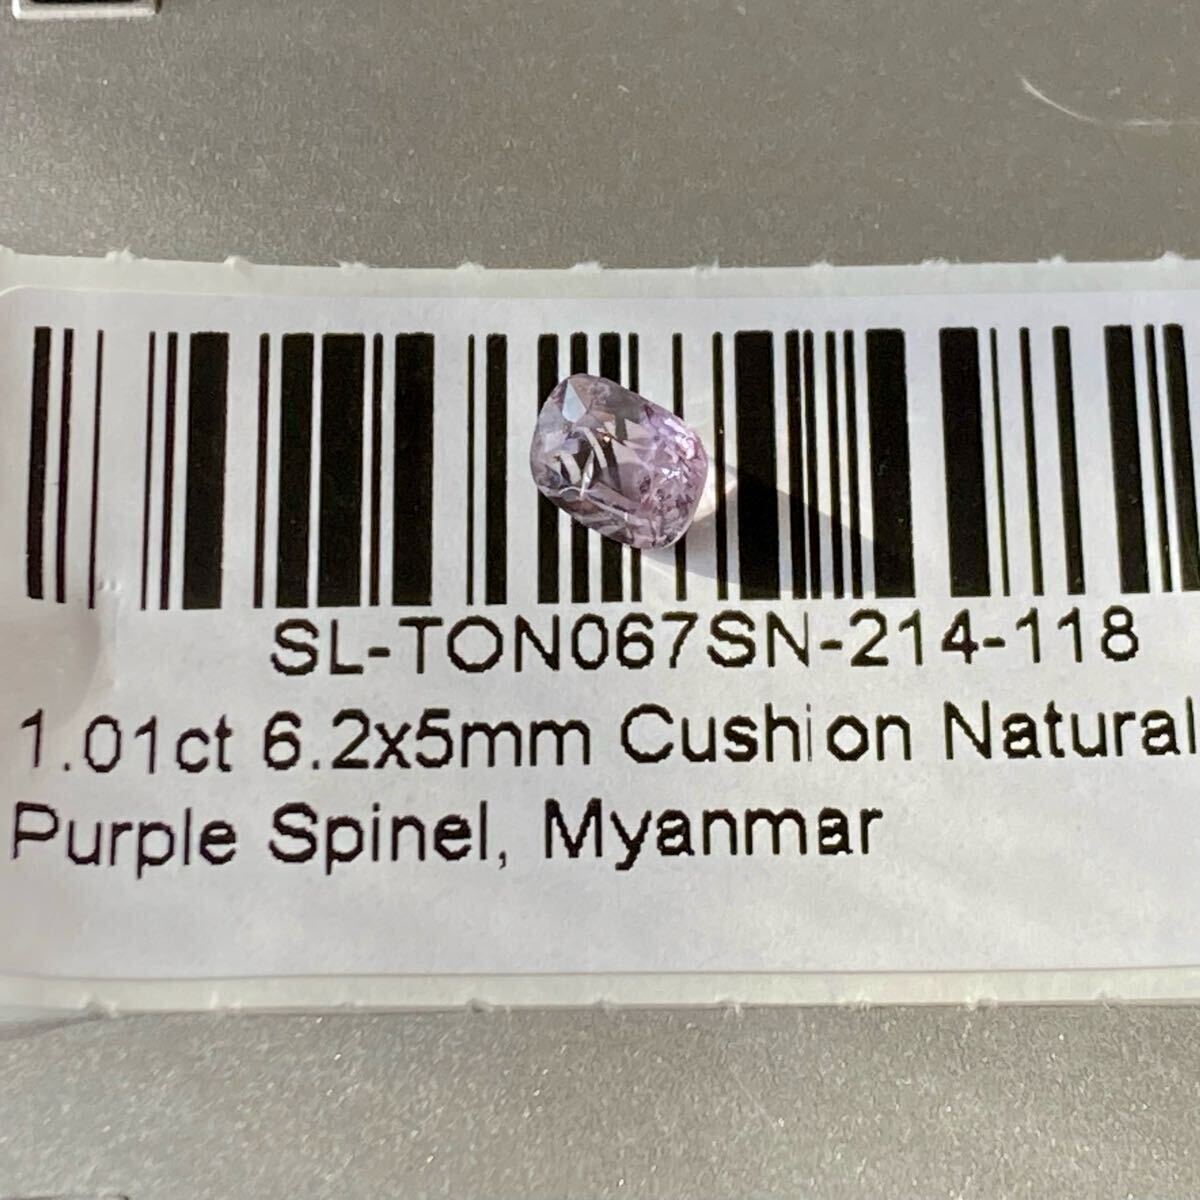 SL-TON067SN-214-118
1.01ct 6.2x5mm Cushion Natural
Purple Spinel, Myanmar